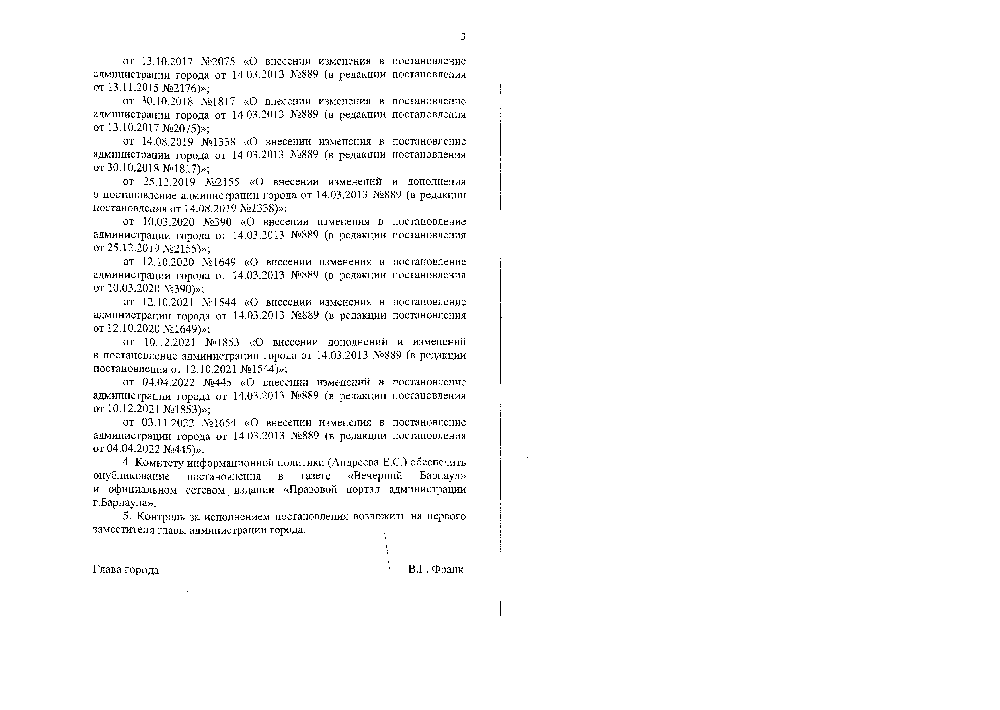 3
от 13.10.2017 №2075 «О внесении изменения в постановление
администрации города от 14.03.2013 №889 (в редакции постановления
от 13.11.2015 №2176)»;
от 30.10.2018 №1817 «О внесении изменения в постановление
администрации города от 14.03.2013 №889 (в редакции постановления
от 13.10.2017 №2075)»;
от 14.08.2019 №1338 «О внесении изменения в постановление
администрации города от 14.03.2013 №889 (в редакции постановления
от 30.10.2018 №1817)»;
от 25.12.2019 №2155 «О внесении изменений и дополнения
в постановление администрации города от 14.03.2013 №889 (в редакции
постановления от 14.08.2019 №1338)»;
от 10.03.2020 №390 «О внесении изменения в постановление
администрации города от 14.03.2013 №889 (в редакции постановления
от 25.12.2019 №2155)»;
от 12.10.2020 №1649 «О внесении изменения в постановление
администрации города от 14.03.2013 №889 (в редакции постановления
от 10.03.2020 №390)»;
от 12.10.2021 №1544 «О внесении изменения в постановление
администрации города от 14.03.2013 №889 (в редакции постановления
от 12.10.2020 №1649)»;
от 10.12.2021 №1853 «О внесении дополнений и изменений
в постановление администрации города от 14.03.2013 №889 (в редакции
постановления от 12.10.2021 №1544)»;
от 04.04.2022 №445 «О внесении изменений в постановление
администрации города от 14.03.2013 №889 (в редакции постановления
от 10.12.2021 №1853)»;
от 03.11.2022 №1654 «О внесении изменения в постановление
администрации города от 14.03.2013 №889 (в редакции постановления
от 04.04.2022 №445)».
4. Комитету информационной политики (Андреева Е.С.) обеспечить
опубликование постановления в газете «Вечерний Барнаул»
и официальном сетевом издании «Правовой портал администрации
г.Барнаула».
5. Контроль за исполнением постановления возложить на первого
заместителя главы администрации города.
Глава города В.Г. Франк